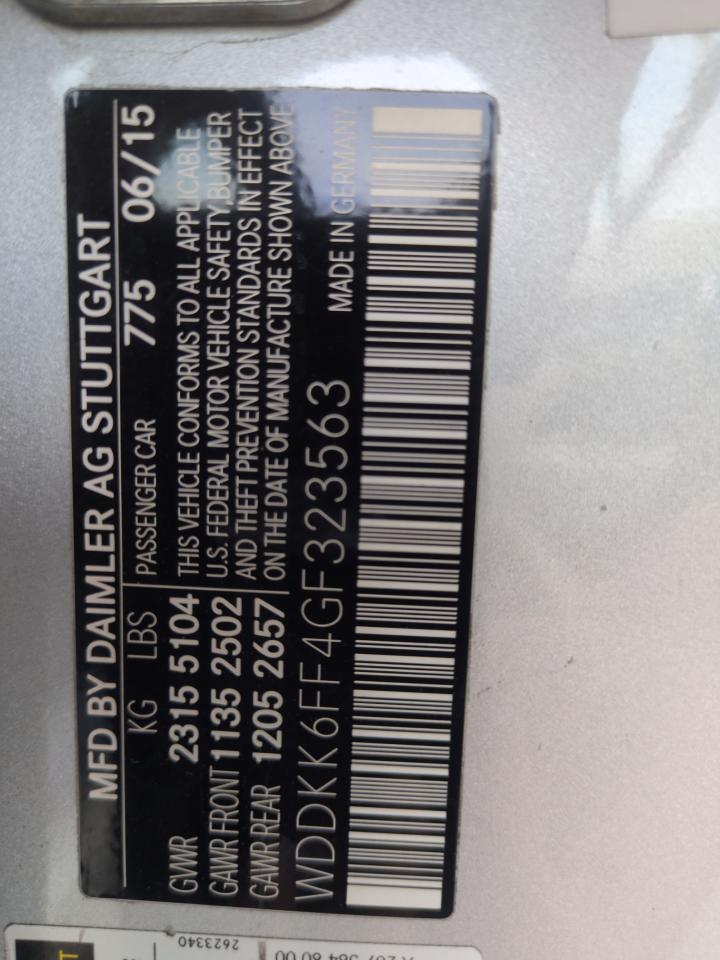 MFD BY DAIMLER AG STUTTGART
KG LBS PASSENGER CAR 775 06/15
GVWR 2315 5104 THIS VEHICLE CONFORMS TO ALL APPLICABLE
GAWR FRONT 1135 2502 U.S. FEDERAL MOTOR VEHICLE SAFETY,BUMPER
GAWR REAR 1205 2657 AND THEFT PREVENTION STANDARDS IN EFFECT
ON THE DATE OF MANUFACTURE SHOWN ABOVE
WDDKK6FF4GF323563 MADE IN GERMANY
2623340